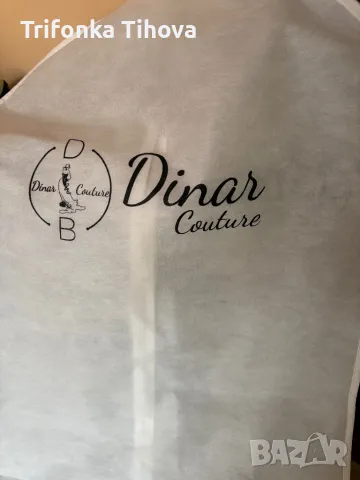 Trifonka Tihova
D
Dinar Couture
B
Dinar
Couture
BAZAR